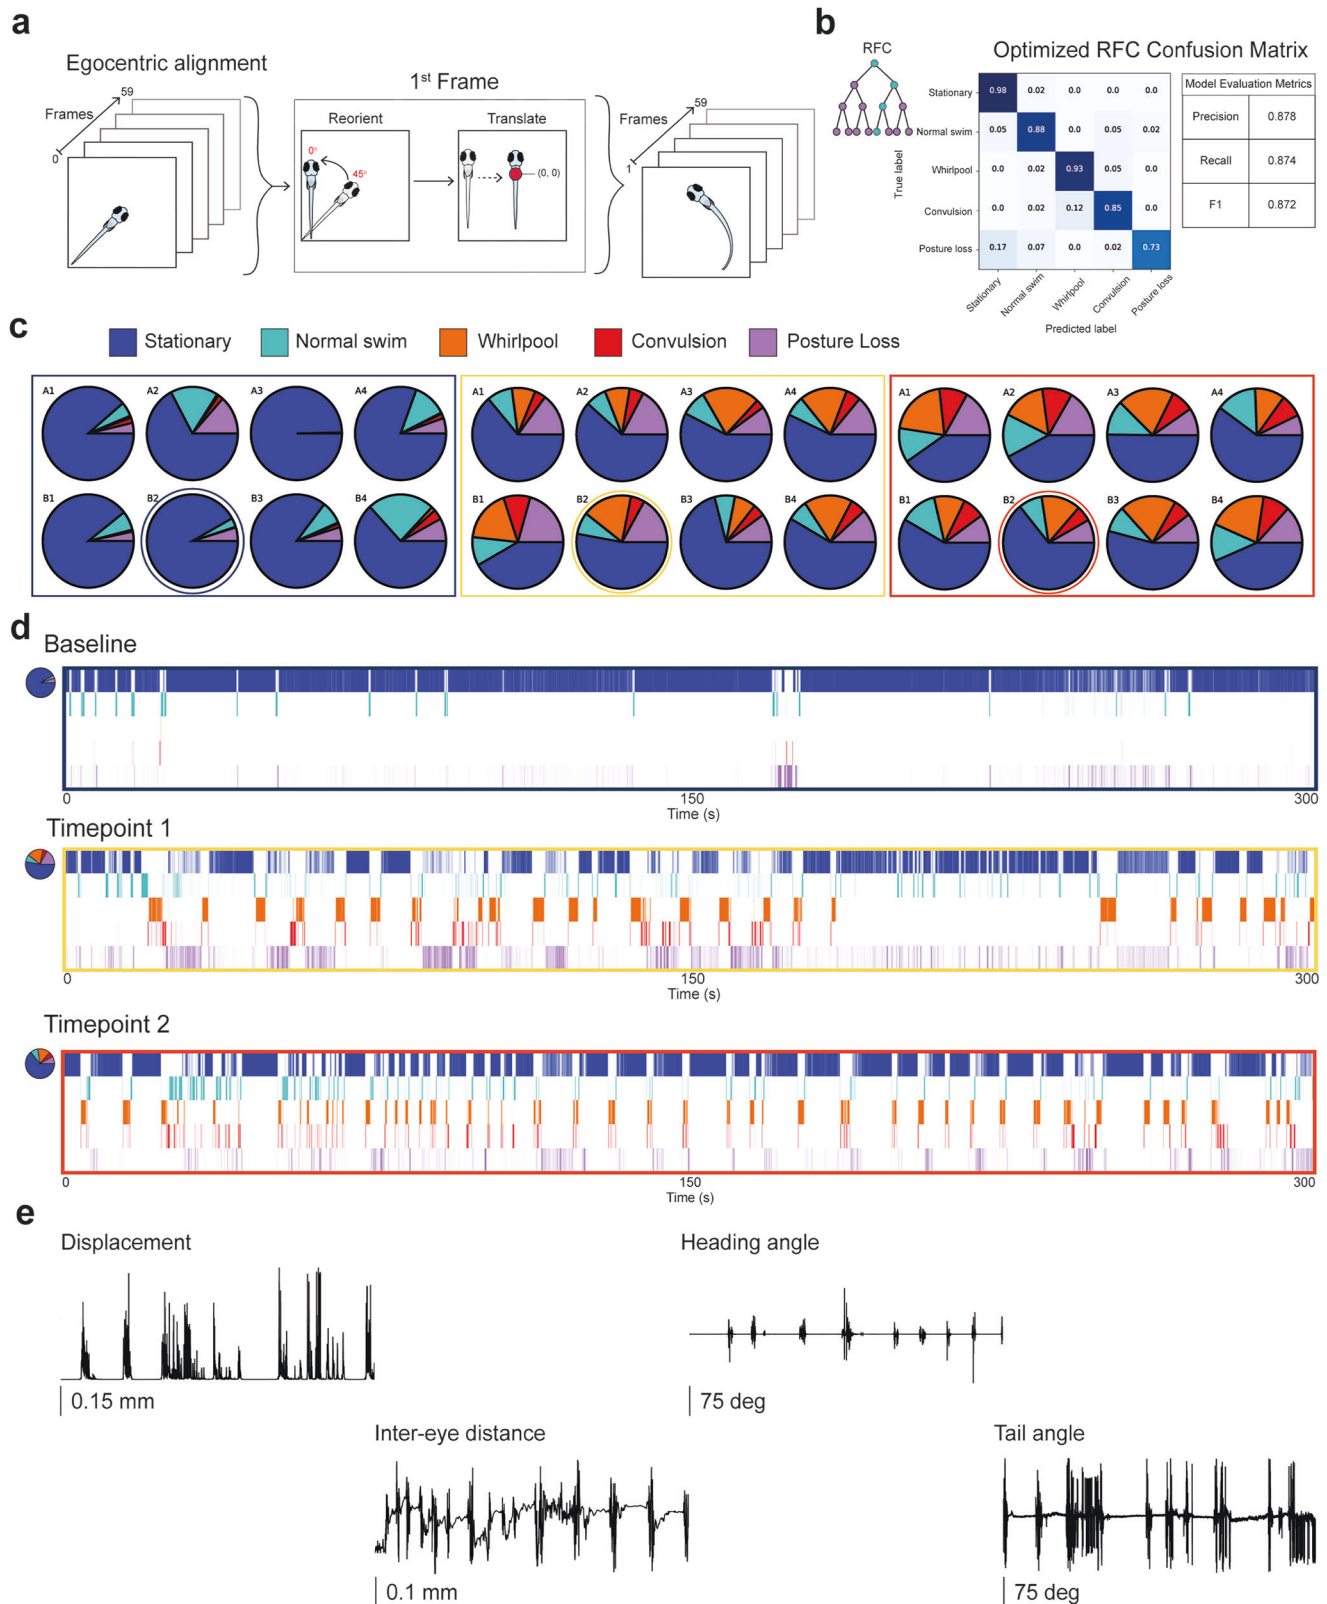 a
Egocentric alignment
Frames
59
0
1st Frame
Reorient
0°
45°
Translate
(0, 0)
Frames
59
1
b
RFC
Optimized RFC Confusion Matrix
True label
Stationary 0.98 0.02 0.0 0.0 0.0
Normal swim 0.05 0.88 0.0 0.05 0.02
Whirlpool 0.0 0.02 0.93 0.05 0.0
Convulsion 0.0 0.02 0.12 0.85 0.0
Posture loss 0.17 0.07 0.0 0.02 0.73
Stationary Normal swim Whirlpool Convulsion Posture loss
Predicted label
Model Evaluation Metrics
Precision 0.878
Recall 0.874
F1 0.872
c
Stationary Normal swim Whirlpool Convulsion Posture Loss
A1 A2 A3 A4
B1 B2 B3 B4
A1 A2 A3 A4
B1 B2 B3 B4
A1 A2 A3 A4
B1 B2 B3 B4
d
Baseline
0 150 300
Time (s)
Timepoint 1
0 150 300
Time (s)
Timepoint 2
0 150 300
Time (s)
e
Displacement
0.15 mm
Heading angle
75 deg
Inter-eye distance
0.1 mm
Tail angle
75 deg